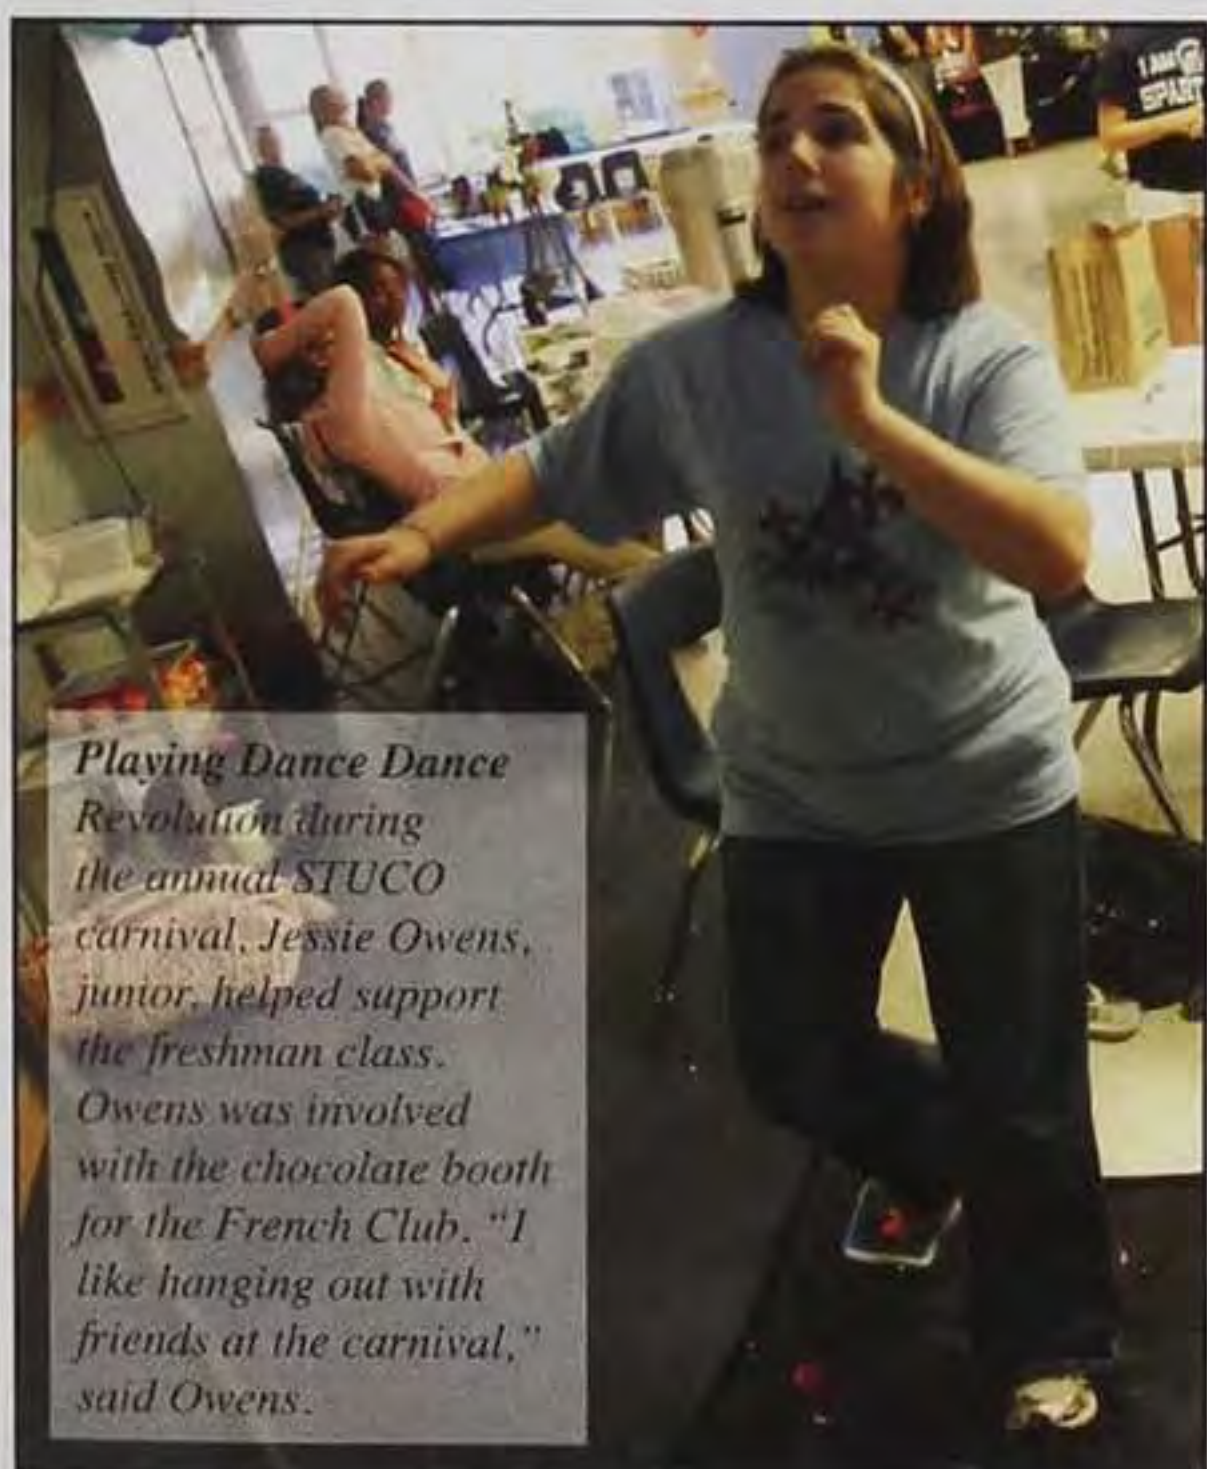 I AM
SPART
Playing Dance Dance
Revolution during
the annual STUCO
carnival, Jessie Owens,
junior, helped support
the freshman class.
Owens was involved
with the chocolate booth
for the French Club. “I
like hanging out with
friends at the carnival,”
said Owens.